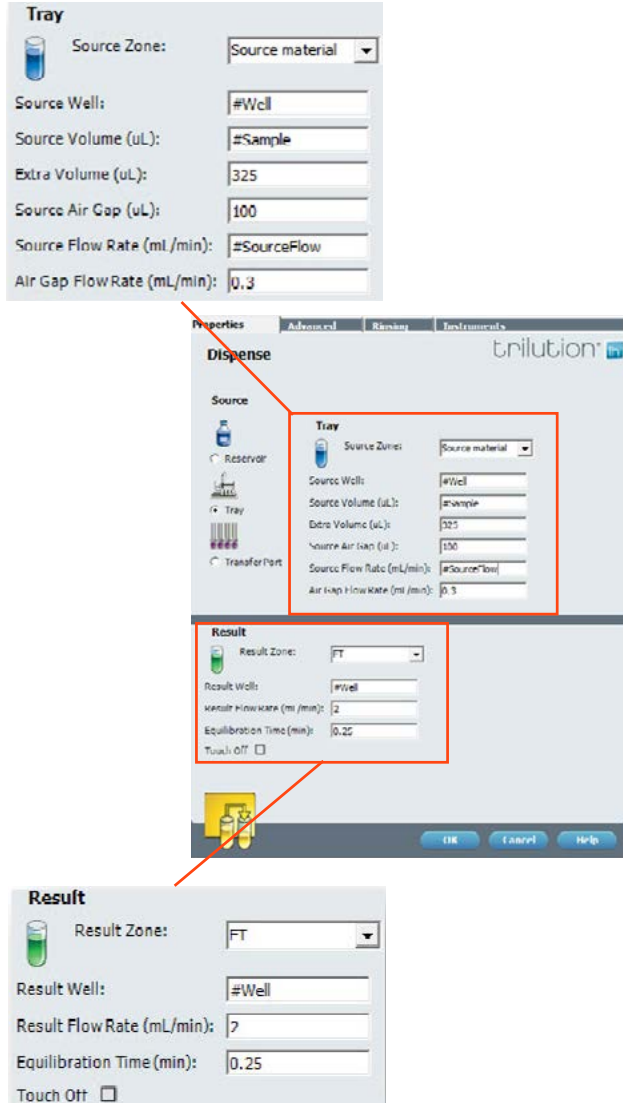 Tray
Source Zone: Source material
Source Well: #Well
Source Volume (uL): #Sample
Extra Volume (uL): 325
Source Air Gap (uL): 100
Source Flow Rate (mL/min): #SourceFlow
Air Gap Flow Rate (mL/min): 0.3
Properties Advanced Rinsing Instruments
Dispense trilution lh
Source
Reservoir
Tray
Transfer Port
Tray
Source Zone: Source material
Source Well: #Well
Source Volume (uL): #Sample
Extra Volume (uL): 325
Source Air Gap (uL): 100
Source Flow Rate (mL/min): #SourceFlow
Air Gap Flow Rate (mL/min): 0.3
Result
Result Zone: FT
Result Well: #Well
Result Flow Rate (mL/min): 2
Equilibration Time (min): 0.25
Touch Off
OK Cancel Help
Result
Result Zone: FT
Result Well: #Well
Result Flow Rate (mL/min): 2
Equilibration Time (min): 0.25
Touch Off